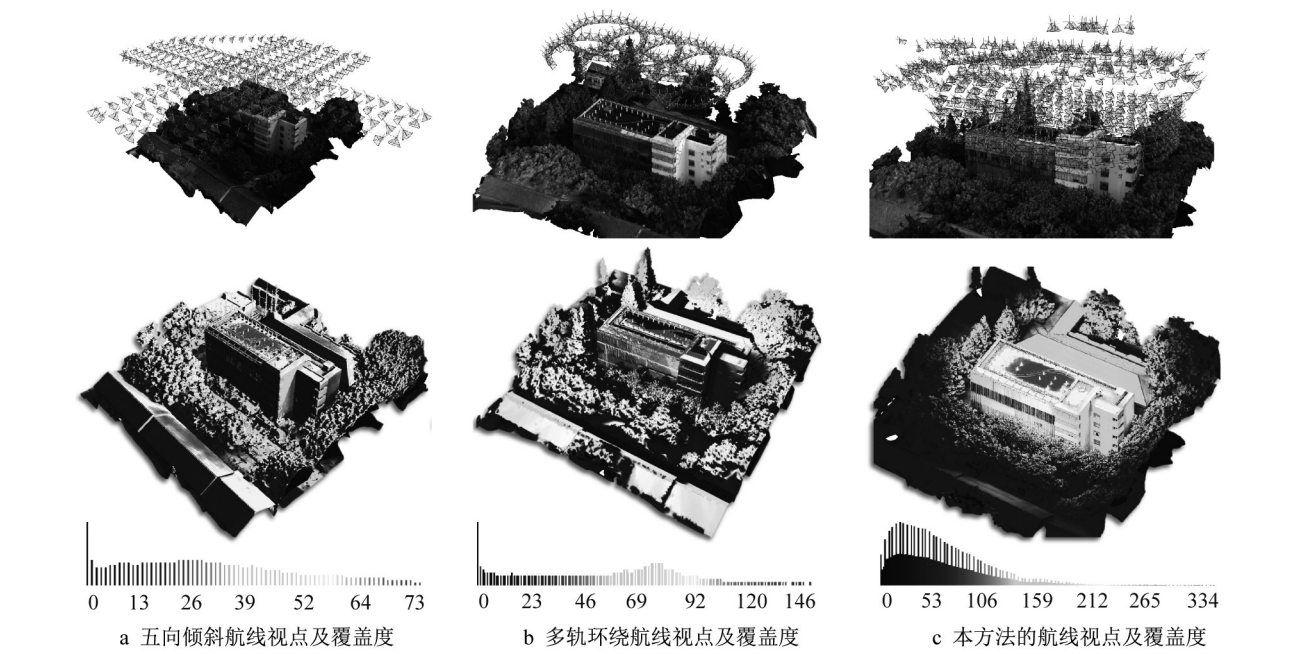 0 13 26 39 52 64 73
0 23 46 69 92 120 146
0 53 106 159 212 265 334
a 五向倾斜航线视点及覆盖度
b 多轨环绕航线视点及覆盖度
c 本方法的航线视点及覆盖度